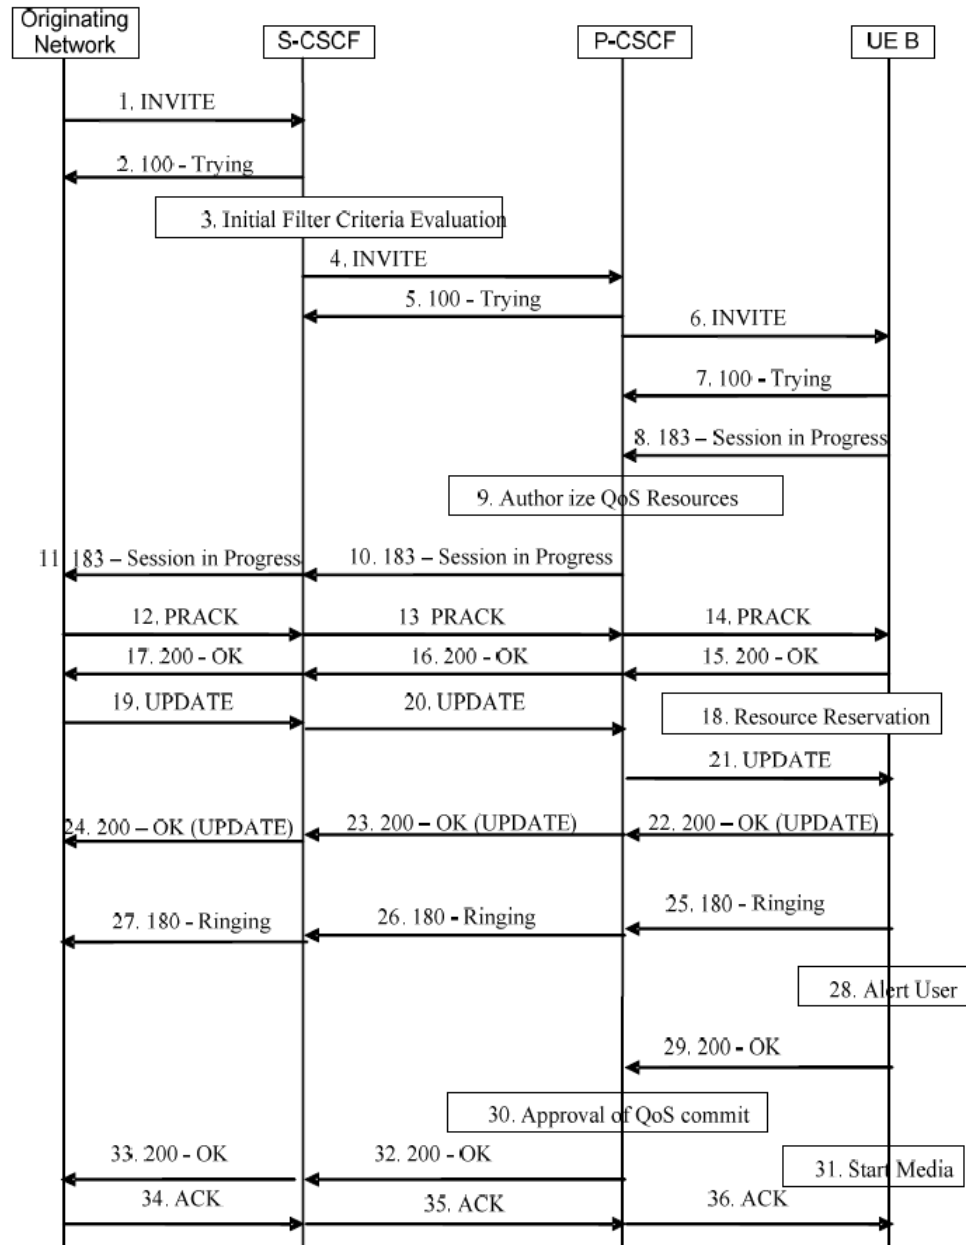 Originating
Network
S-CSCF
P-CSCF
UE B
1. INVITE
2. 100 - Trying
3. Initial Filter Criteria Evaluation
4. INVITE
5. 100 - Trying
6. INVITE
7. 100 - Trying
8. 183 – Session in Progress
9. Author ize QoS Resources
11. 183 – Session in Progress
10. 183 – Session in Progress
12. PRACK
13 PRACK
14. PRACK
17. 200 - OK
16. 200 - OK
15. 200 - OK
19. UPDATE
20. UPDATE
18. Resource Reservation
21. UPDATE
24. 200 – OK (UPDATE)
23. 200 – OK (UPDATE)
22. 200 – OK (UPDATE)
27. 180 - Ringing
26. 180 - Ringing
25. 180 - Ringing
28. Alert User
29. 200 - OK
30. Approval of QoS commit
33. 200 - OK
32. 200 - OK
31. Start Media
34. ACK
35. ACK
36. ACK